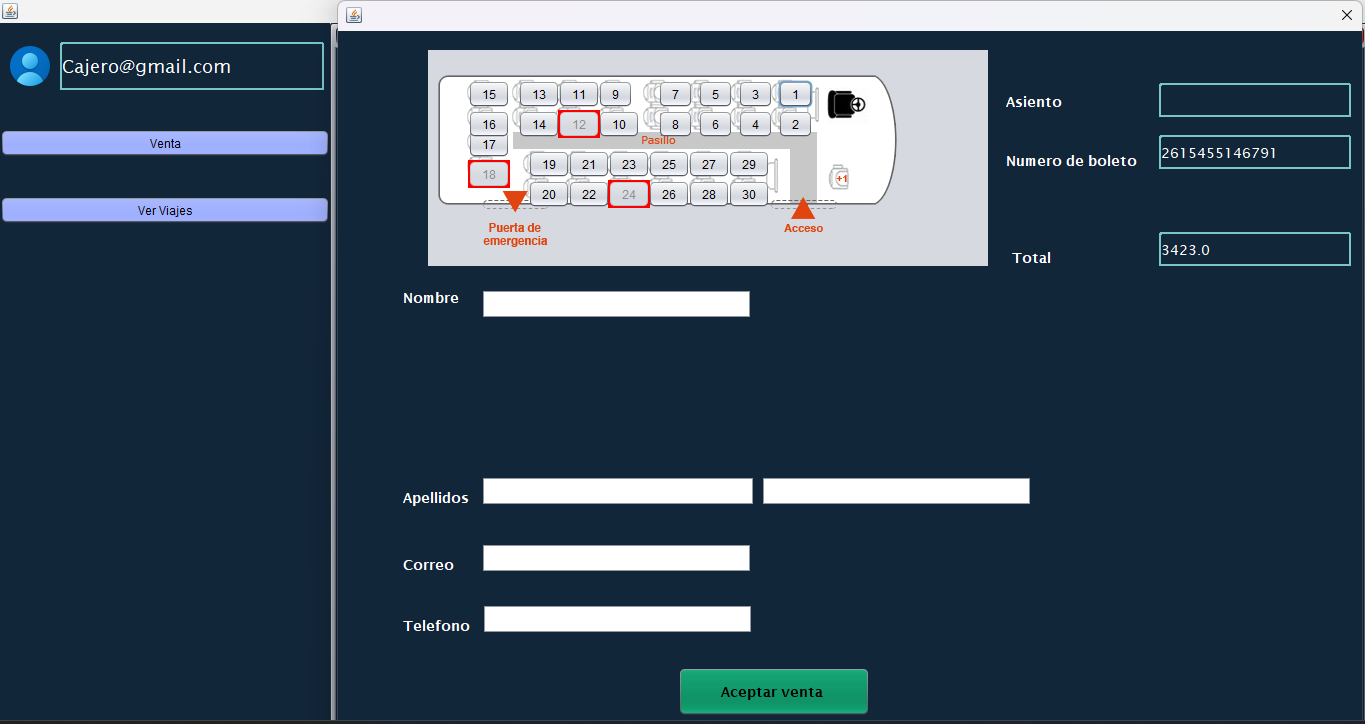 Cajero@gmail.com
Venta
Ver Viajes
15 13 11 9 7 5 3 1
16 14 12 10 8 6 4 2
17
Pasillo
18 19 21 23 25 27 29
+1
20 22 24 26 28 30
Puerta de
emergencia
Acceso
Asiento
Numero de boleto 2615455146791
Total 3423.0
Nombre
Apellidos
Correo
Telefono
Aceptar venta